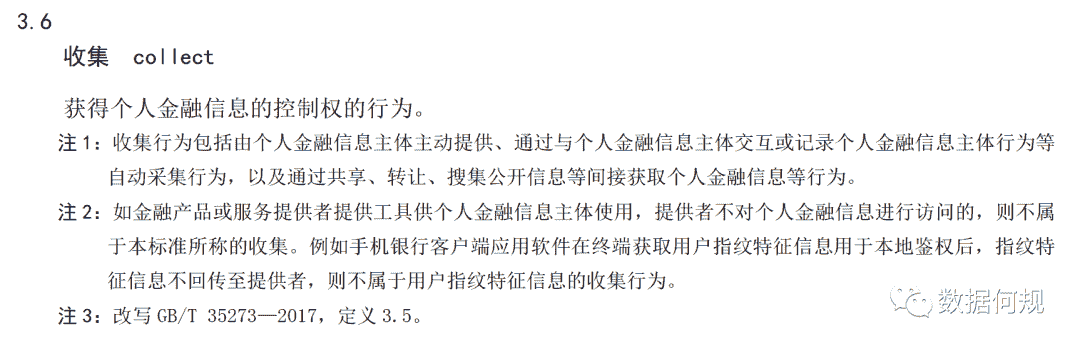 3.6
收集 collect
获得个人金融信息的控制权的行为。
注1：收集行为包括由个人金融信息主体主动提供、通过与个人金融信息主体交互或记录个人金融信息主体行为等
自动采集行为，以及通过共享、转让、搜集公开信息等间接获取个人金融信息等行为。
注2：如金融产品或服务提供者提供工具供个人金融信息主体使用，提供者不对个人金融信息进行访问的，则不属
于本标准所称的收集。例如手机银行客户端应用软件在终端获取用户指纹特征信息用于本地鉴权后，指纹特
征信息不回传至提供者，则不属于用户指纹特征信息的收集行为。
注3：改写 GB/T 35273—2017，定义 3.5。
数据何规